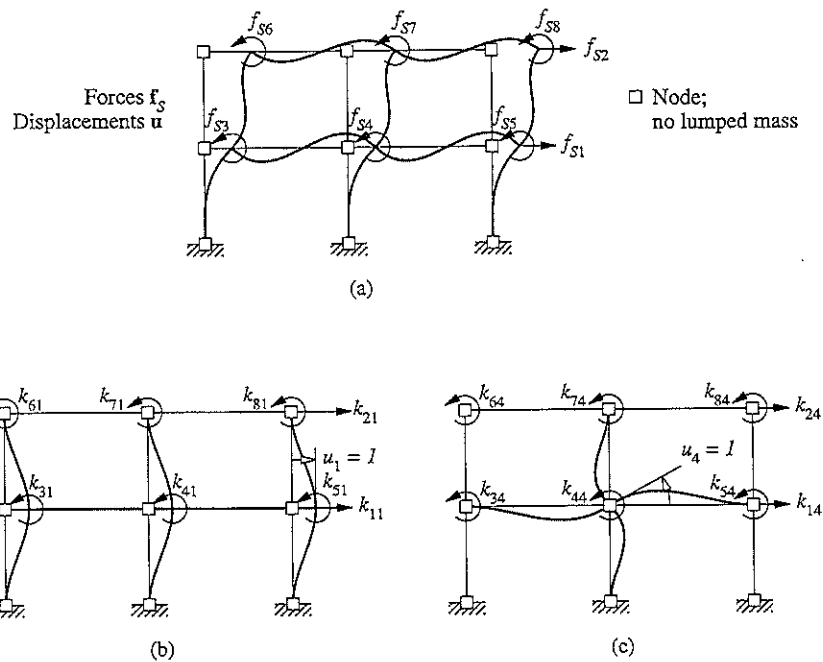 f_S6
f_S7
f_S8
f_S2
Forces f_S
Displacements u
□ Node;
no lumped mass
f_S3
f_S4
f_S5
f_S1
(a)
k_61
k_71
k_81
k_21
u_1 = 1
k_31
k_41
k_51
k_11
(b)
k_64
k_74
k_84
k_24
u_4 = 1
k_34
k_44
k_54
k_14
(c)